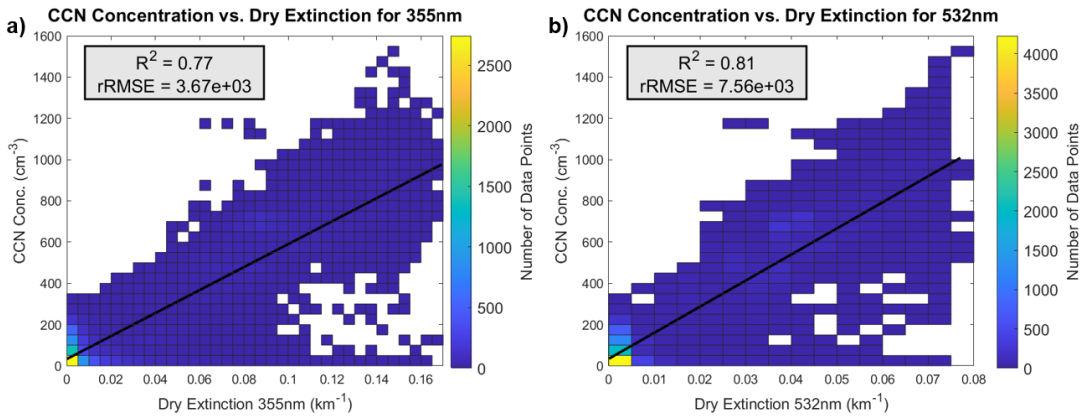 a)
CCN Concentration vs. Dry Extinction for 355nm
R² = 0.77
rRMSE = 3.67e+03
1600
1400
1200
1000
800
600
400
200
0
CCN Conc. (cm⁻³)
0 0.02 0.04 0.06 0.08 0.1 0.12 0.14 0.16
Dry Extinction 355nm (km⁻¹)
2500
2000
1500
1000
500
0
Number of Data Points
b)
CCN Concentration vs. Dry Extinction for 532nm
R² = 0.81
rRMSE = 7.56e+03
1600
1400
1200
1000
800
600
400
200
0
CCN Conc. (cm⁻³)
0 0.01 0.02 0.03 0.04 0.05 0.06 0.07 0.08
Dry Extinction 532nm (km⁻¹)
4000
3500
3000
2500
2000
1500
1000
500
0
Number of Data Points